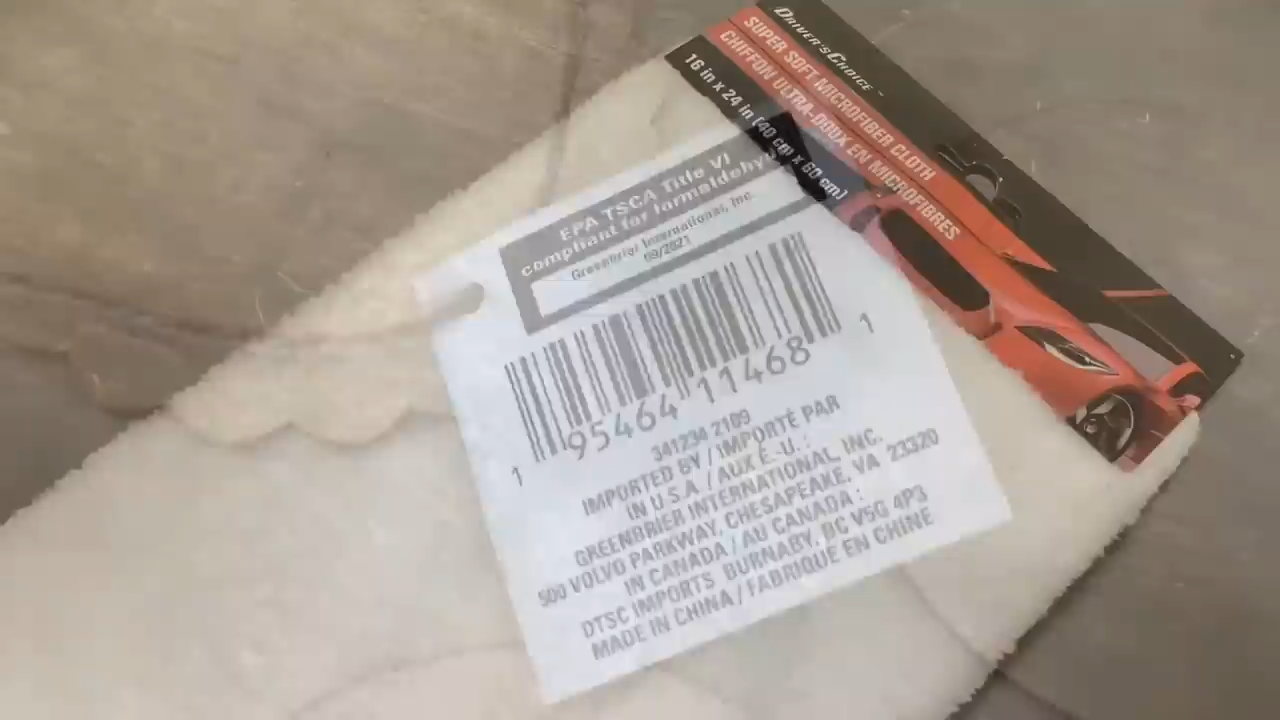 DRIVER'S CHOICE™
SUPER SOFT MICROFIBER CLOTH
CHIFFON ULTRA-DOUX EN MICROFIBRES
16 in x 24 in (40 cm x 60 cm)
EPA TSCA Title VI
compliant for formaldehyde
Greenbrier International, Inc.
09/2021
1 95464 11468 1
341234 2109
IMPORTED BY / IMPORTÉ PAR
IN U.S.A / AUX É.-U. :
GREENBRIER INTERNATIONAL, INC.
500 VOLVO PARKWAY, CHESAPEAKE, VA 23320
IN CANADA / AU CANADA :
DTSC IMPORTS, BURNABY, BC V5G 4P3
MADE IN CHINA / FABRIQUE EN CHINE